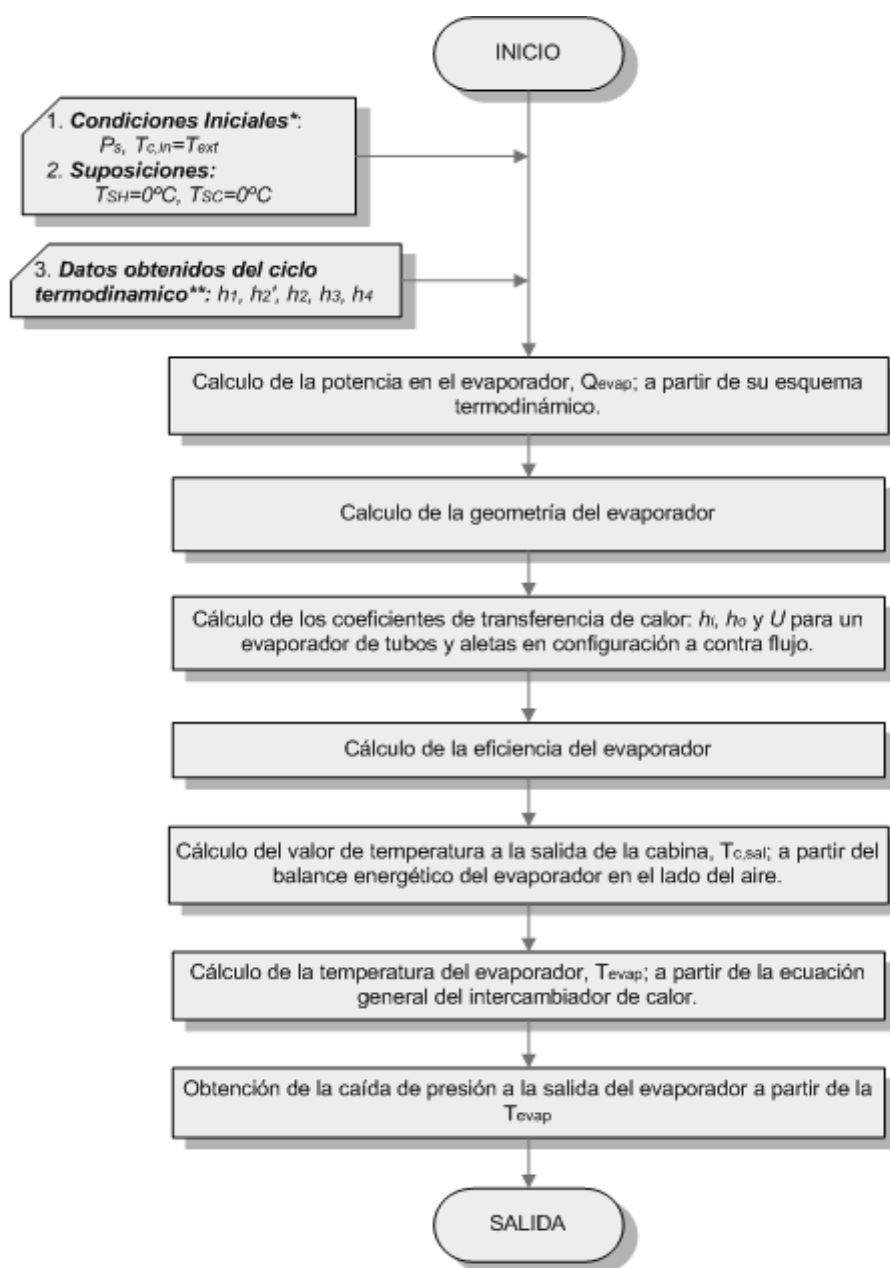 INICIO
1. Condiciones Iniciales*:
Ps, Tc,in=Text
2. Suposiciones:
TSH=0ºC, TSC=0ºC
3. Datos obtenidos del ciclo
termodinamico**: h1, h2', h2, h3, h4
Calculo de la potencia en el evaporador, Qevap; a partir de su esquema
termodinámico.
Calculo de la geometría del evaporador
Cálculo de los coeficientes de transferencia de calor: hi, ho y U para un
evaporador de tubos y aletas en configuración a contra flujo.
Cálculo de la eficiencia del evaporador
Cálculo del valor de temperatura a la salida de la cabina, Tc,sal; a partir del
balance energético del evaporador en el lado del aire.
Cálculo de la temperatura del evaporador, Tevap; a partir de la ecuación
general del intercambiador de calor.
Obtención de la caída de presión a la salida del evaporador a partir de la
Tevap
SALIDA